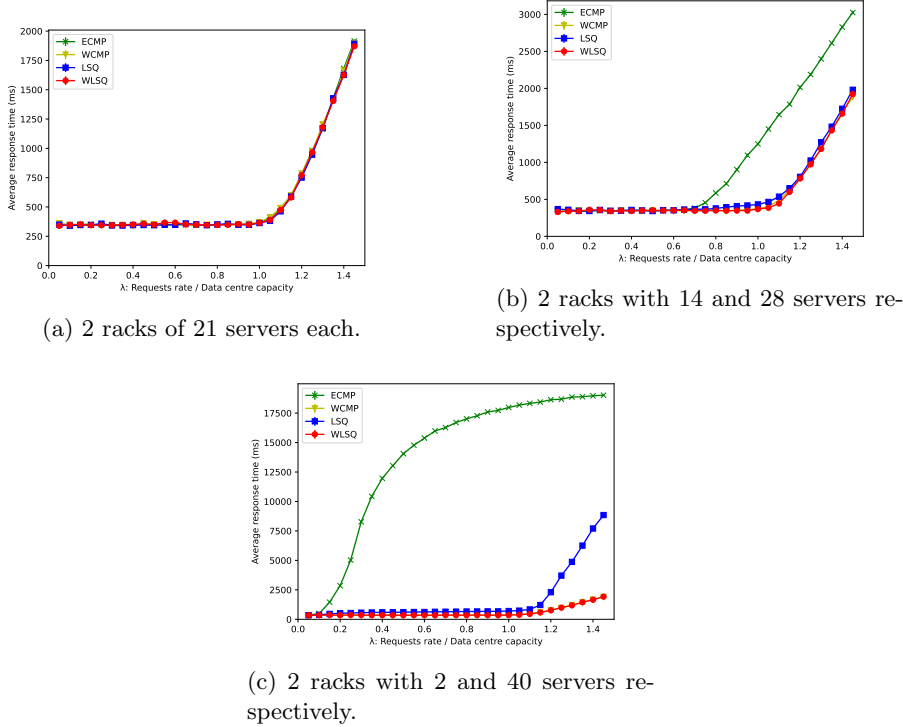 2000
1750
1500
1250
1000
750
500
250
0
Average response time (ms)
ECMP
WCMP
LSQ
WLSQ
0.0 0.2 0.4 0.6 0.8 1.0 1.2 1.4
λ: Requests rate / Data centre capacity
(a) 2 racks of 21 servers each.
3000
2500
2000
1500
1000
500
0
Average response time (ms)
ECMP
WCMP
LSQ
WLSQ
0.0 0.2 0.4 0.6 0.8 1.0 1.2 1.4
λ: Requests rate / Data centre capacity
(b) 2 racks with 14 and 28 servers re-
spectively.
17500
15000
12500
10000
7500
5000
2500
0
Average response time (ms)
ECMP
WCMP
LSQ
WLSQ
0.0 0.2 0.4 0.6 0.8 1.0 1.2 1.4
λ: Requests rate / Data centre capacity
(c) 2 racks with 2 and 40 servers re-
spectively.